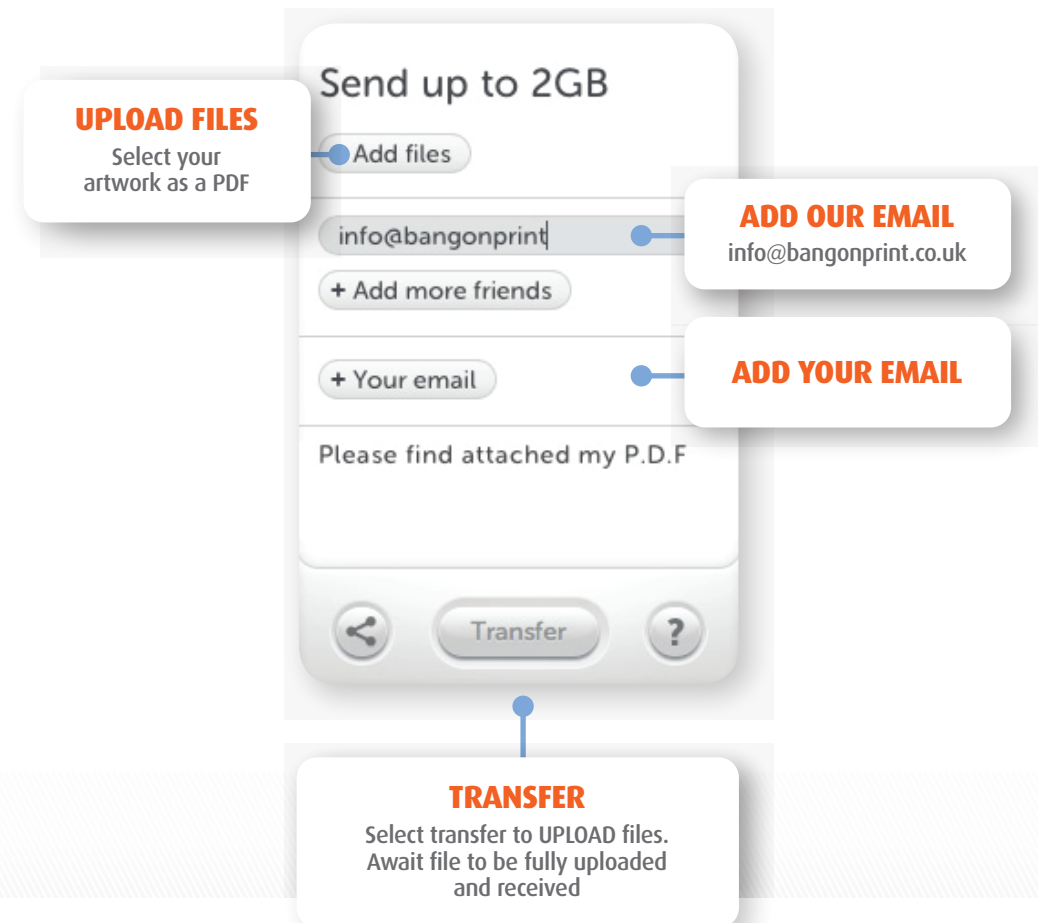 Send up to 2GB
UPLOAD FILES
Select your
artwork as a PDF
Add files
ADD OUR EMAIL
info@bangonprint.co.uk
info@bangonprint
+ Add more friends
ADD YOUR EMAIL
+ Your email
Please find attached my P.D.F
Transfer
?
TRANSFER
Select transfer to UPLOAD files.
Await file to be fully uploaded
and received